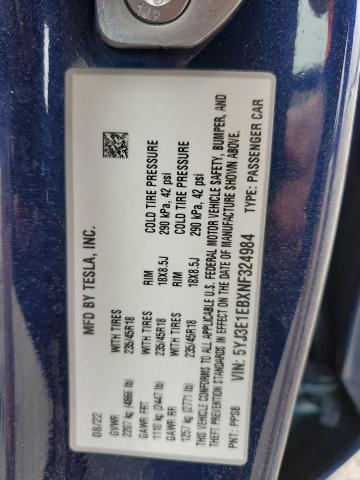 MFD BY TESLA, INC.
08/22
GVWR
2207 kg (4866 lb)
WITH TIRES
235/45R18
GAWR FRT
1110 kg (2447 lb)
WITH TIRES
235/45R18
RIM
18X8.5J
COLD TIRE PRESSURE
290 kPa, 42 psi
GAWR RR
1257 kg (2771 lb)
WITH TIRES
235/45R18
RIM
18X8.5J
COLD TIRE PRESSURE
290 kPa, 42 psi
THIS VEHICLE CONFORMS TO ALL APPLICABLE U.S. FEDERAL MOTOR VEHICLE SAFETY, BUMPER, AND
THEFT PREVENTION STANDARDS IN EFFECT ON THE DATE OF MANUFACTURE SHOWN ABOVE.
VIN: 5YJ3E1EBXNF324984
TYPE: PASSENGER CAR
PNT: PPSB